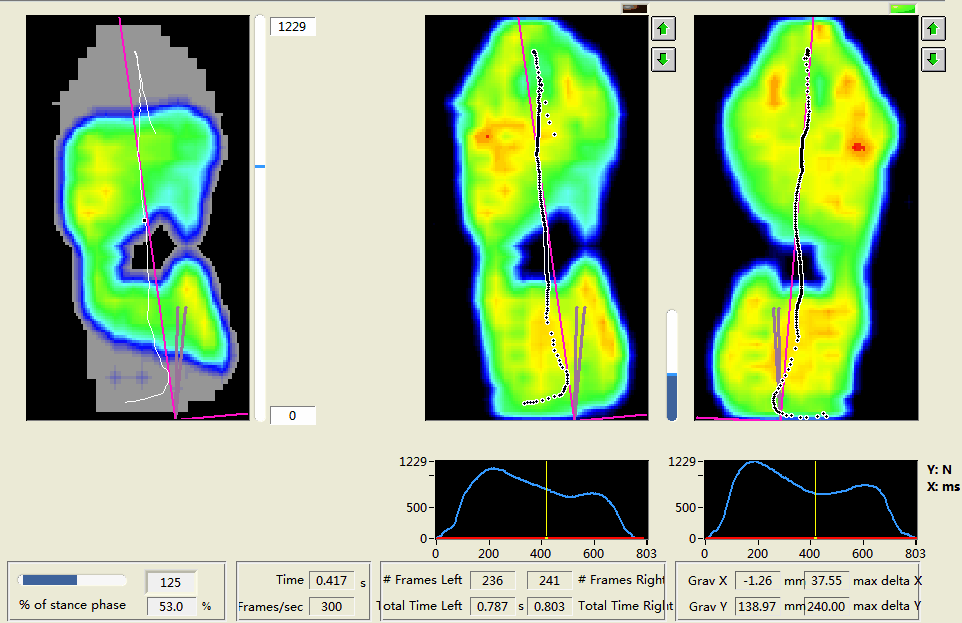 1229
0
1229
500
0
0 200 400 600 803
1229
500
0
0 200 400 600 803
Y: N
X: ms
125
% of stance phase 53.0 %
Time 0.417 s
Frames/sec 300
# Frames Left 236 241 # Frames Right
Total Time Left 0.787 s 0.803 Total Time Right
Grav X -1.26 mm 37.55 max delta X
Grav Y 138.97 mm 240.00 max delta Y